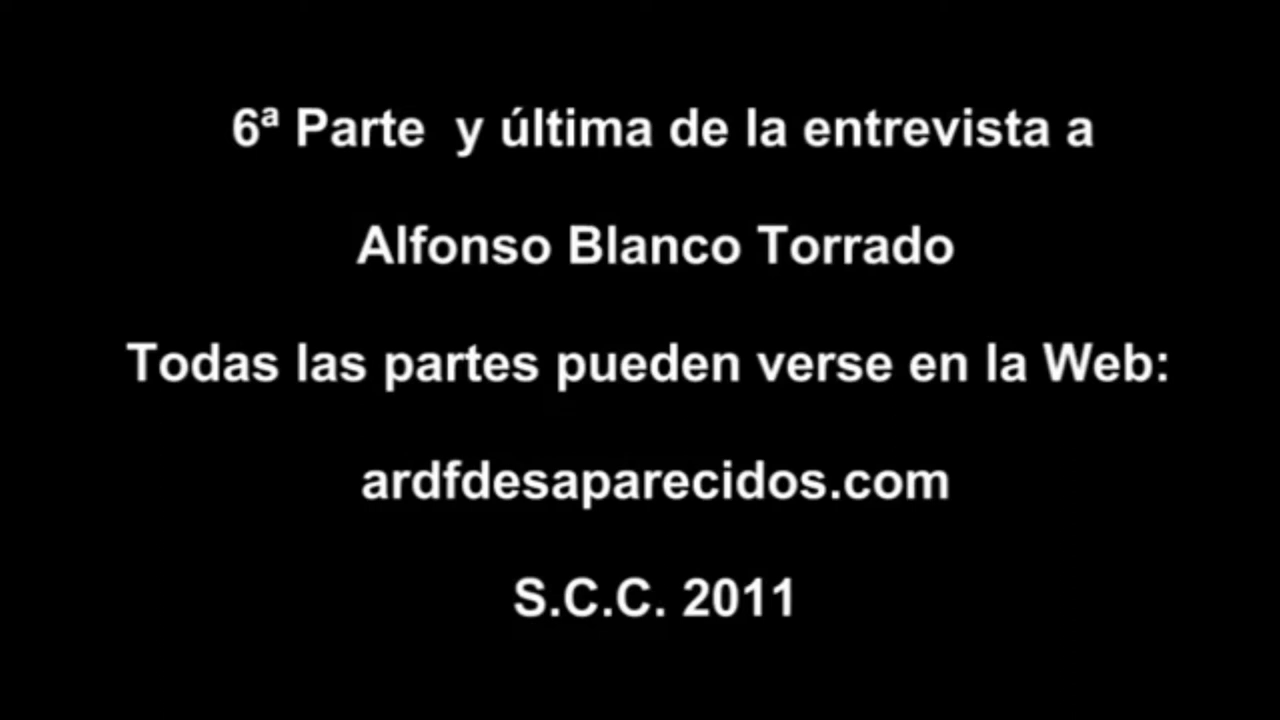 6ª Parte y última de la entrevista a
Alfonso Blanco Torrado
Todas las partes pueden verse en la Web:
ardfdesaparecidos.com
S.C.C. 2011